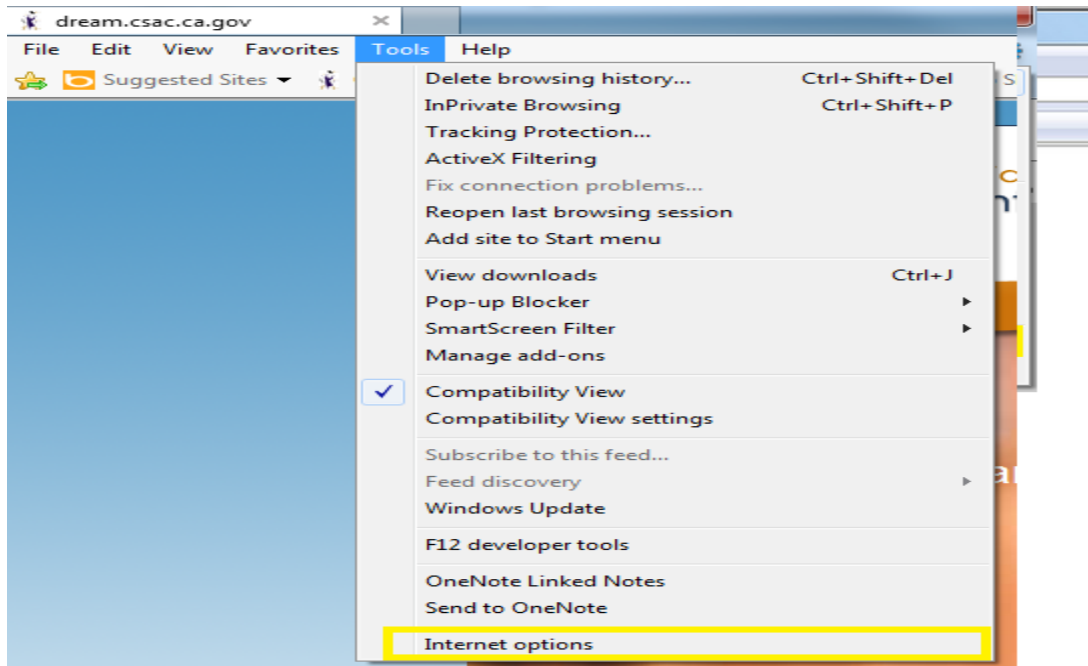 dream.csac.ca.gov
File Edit View Favorites Tools Help
Suggested Sites
Delete browsing history... Ctrl+Shift+Del
InPrivate Browsing Ctrl+Shift+P
Tracking Protection...
ActiveX Filtering
Fix connection problems...
Reopen last browsing session
Add site to Start menu
View downloads Ctrl+J
Pop-up Blocker
SmartScreen Filter
Manage add-ons
Compatibility View
Compatibility View settings
Subscribe to this feed...
Feed discovery
Windows Update
F12 developer tools
OneNote Linked Notes
Send to OneNote
Internet options